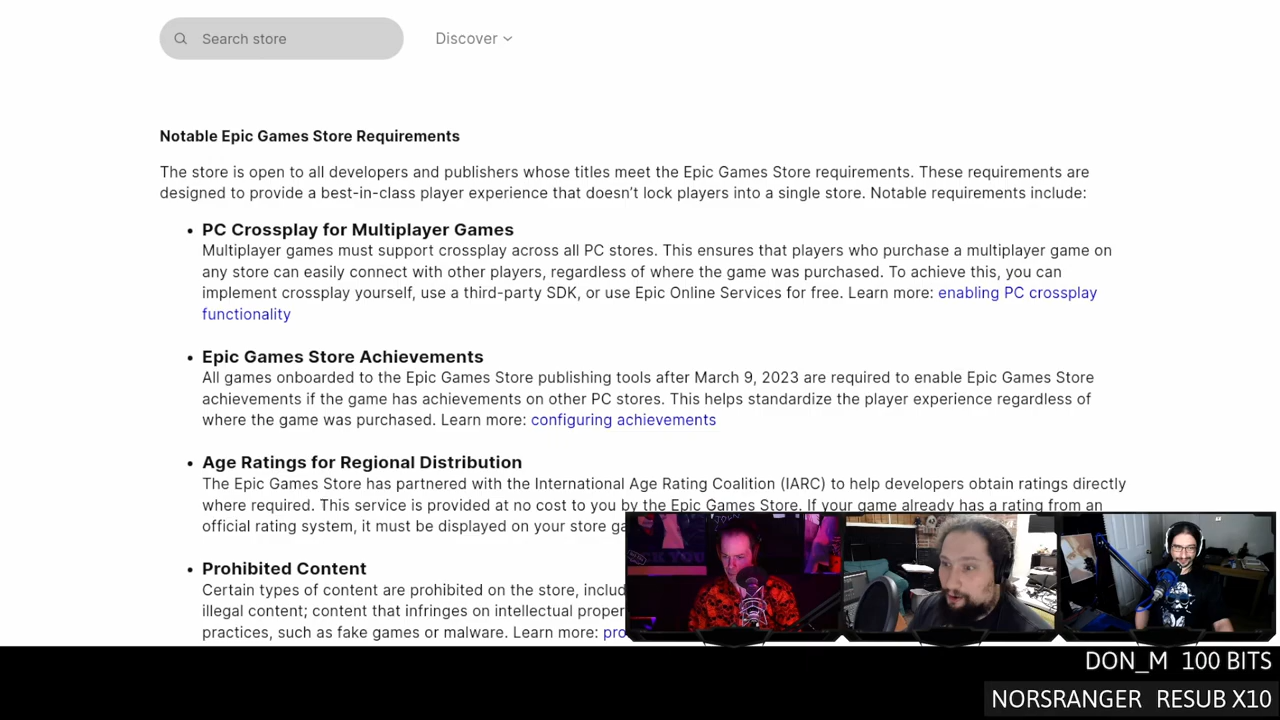 Search store
Discover
Notable Epic Games Store Requirements
The store is open to all developers and publishers whose titles meet the Epic Games Store requirements. These requirements are
designed to provide a best-in-class player experience that doesn’t lock players into a single store. Notable requirements include:
• PC Crossplay for Multiplayer Games
Multiplayer games must support crossplay across all PC stores. This ensures that players who purchase a multiplayer game on
any store can easily connect with other players, regardless of where the game was purchased. To achieve this, you can
implement crossplay yourself, use a third-party SDK, or use Epic Online Services for free. Learn more: enabling PC crossplay
functionality
• Epic Games Store Achievements
All games onboarded to the Epic Games Store publishing tools after March 9, 2023 are required to enable Epic Games Store
achievements if the game has achievements on other PC stores. This helps standardize the player experience regardless of
where the game was purchased. Learn more: configuring achievements
• Age Ratings for Regional Distribution
The Epic Games Store has partnered with the International Age Rating Coalition (IARC) to help developers obtain ratings directly
where required. This service is provided at no cost to you by the Epic Games Store. If your game already has a rating from an
official rating system, it must be displayed on your store
• Prohibited Content
Certain types of content are prohibited on the store,
illegal content; content that infringes on intellectual
practices, such as fake games or malware. Learn more:
DON_M 100 BITS
NORSRANGER RESUB X10